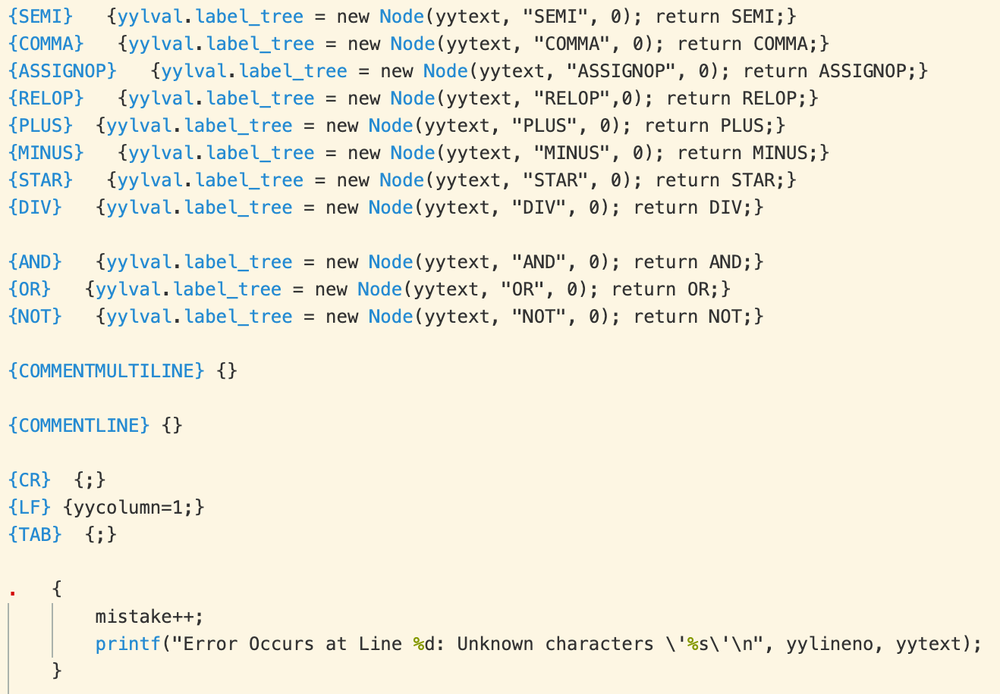 {SEMI}   {yylval.label_tree = new Node(yytext, "SEMI", 0); return SEMI;}
{COMMA}   {yylval.label_tree = new Node(yytext, "COMMA", 0); return COMMA;}
{ASSIGNOP}   {yylval.label_tree = new Node(yytext, "ASSIGNOP", 0); return ASSIGNOP;}
{RELOP}   {yylval.label_tree = new Node(yytext, "RELOP",0); return RELOP;}
{PLUS}  {yylval.label_tree = new Node(yytext, "PLUS", 0); return PLUS;}
{MINUS}   {yylval.label_tree = new Node(yytext, "MINUS", 0); return MINUS;}
{STAR}   {yylval.label_tree = new Node(yytext, "STAR", 0); return STAR;}
{DIV}   {yylval.label_tree = new Node(yytext, "DIV", 0); return DIV;}
{AND}   {yylval.label_tree = new Node(yytext, "AND", 0); return AND;}
{OR}   {yylval.label_tree = new Node(yytext, "OR", 0); return OR;}
{NOT}   {yylval.label_tree = new Node(yytext, "NOT", 0); return NOT;}
{COMMENTMULTILINE} {}
{COMMENTLINE} {}
{CR}  {;}
{LF} {yycolumn=1;}
{TAB}  {;}
.   {
        mistake++;
        printf("Error Occurs at Line %d: Unknown characters \'%s\'\n", yylineno, yytext);
    }